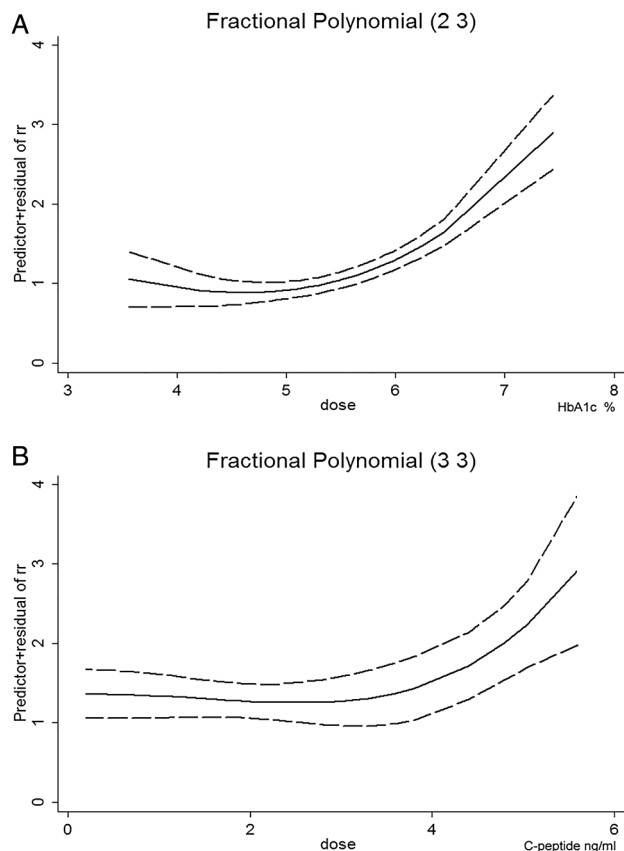 A
Fractional Polynomial (2 3)
Predictor+residual of rr
4
3
2
1
0
3 4 5 6 7 8
dose
HbA1c %
B
Fractional Polynomial (3 3)
Predictor+residual of rr
4
3
2
1
0
0 2 4 6
dose
C-peptide ng/ml